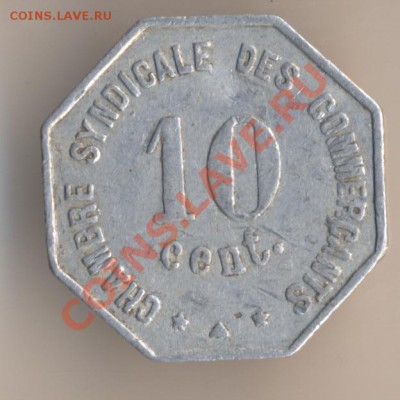 COINS.LAVE.RU
CHAMBRE SYNDICALE DES COMMERÇANTS
10
cent.
COINS.LAVE.RU